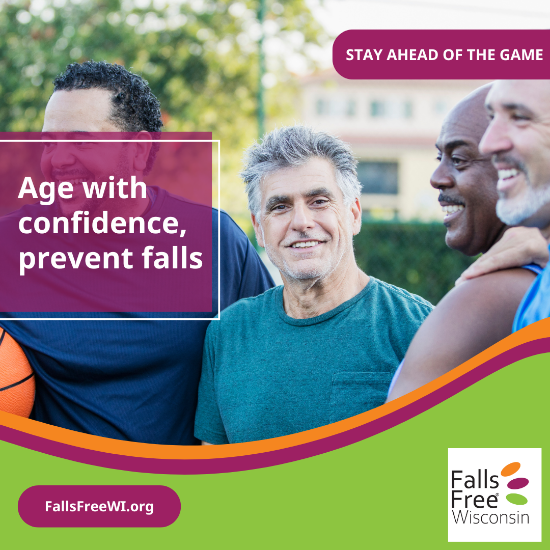 STAY AHEAD OF THE GAME
Age with
confidence,
prevent falls
FallsFreeWI.org
Falls
Free®
Wisconsin